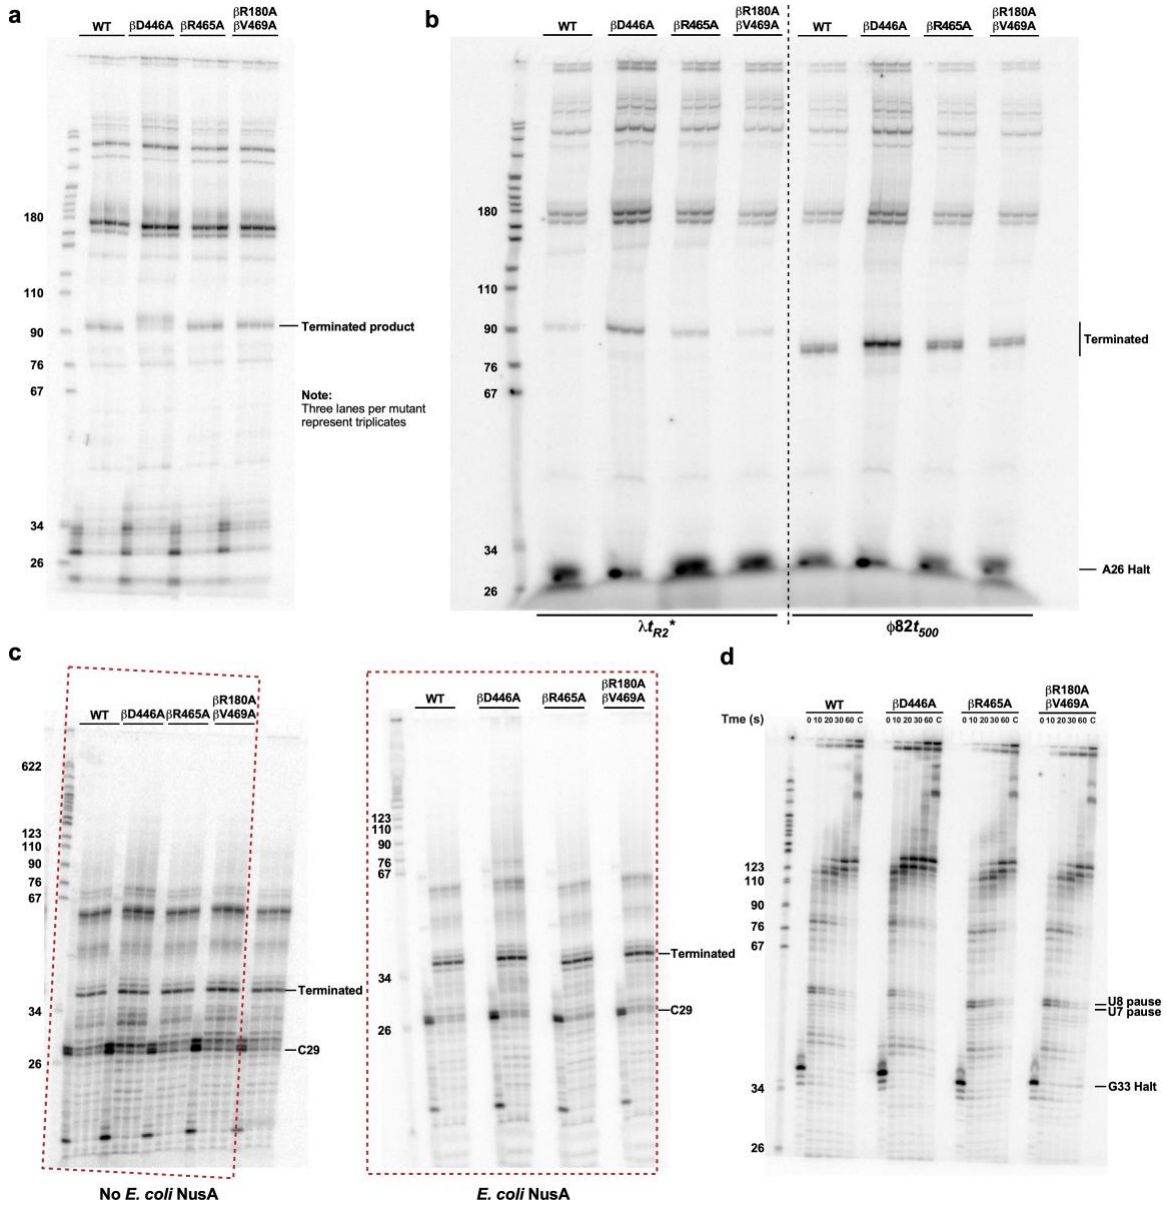 a
WT βD446A βR465A βR180A βV469A
180
110
90
76
67
34
26
Terminated product
Note:
Three lanes per mutant
represent triplicates
b
WT βD446A βR465A βR180A βV469A WT βD446A βR465A βR180A βV469A
180
110
90
76
67
34
26
Terminated
A26 Halt
λtR2* ϕ82t500
c
WT βD446A βR465A βR180A βV469A
622
123
110
90
76
67
34
26
Terminated
C29
No E. coli NusA
WT βD446A βR465A βR180A βV469A
123
110
90
76
67
34
26
Terminated
C29
E. coli NusA
d
WT βD446A βR465A βR180A βV469A
Tme (s) 0 10 20 30 60 C 0 10 20 30 60 C 0 10 20 30 60 C 0 10 20 30 60 C
123
110
90
76
67
34
26
U8 pause
U7 pause
G33 Halt